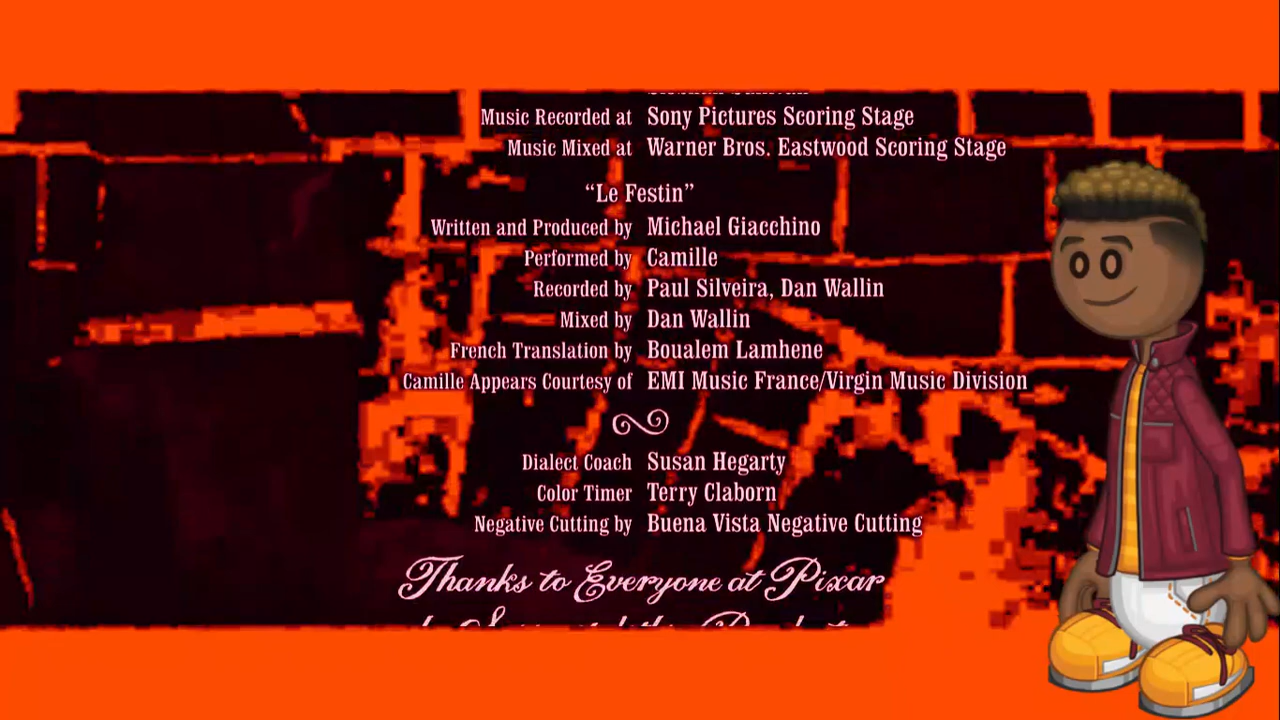 Music Recorded at Sony Pictures Scoring Stage
Music Mixed at Warner Bros. Eastwood Scoring Stage
“Le Festin”
Written and Produced by Michael Giacchino
Performed by Camille
Recorded by Paul Silveira, Dan Wallin
Mixed by Dan Wallin
French Translation by Boualem Lamhene
Camille Appears Courtesy of EMI Music France/Virgin Music Division
Dialect Coach Susan Hegarty
Color Timer Terry Claborn
Negative Cutting by Buena Vista Negative Cutting
Thanks to Everyone at Pixar